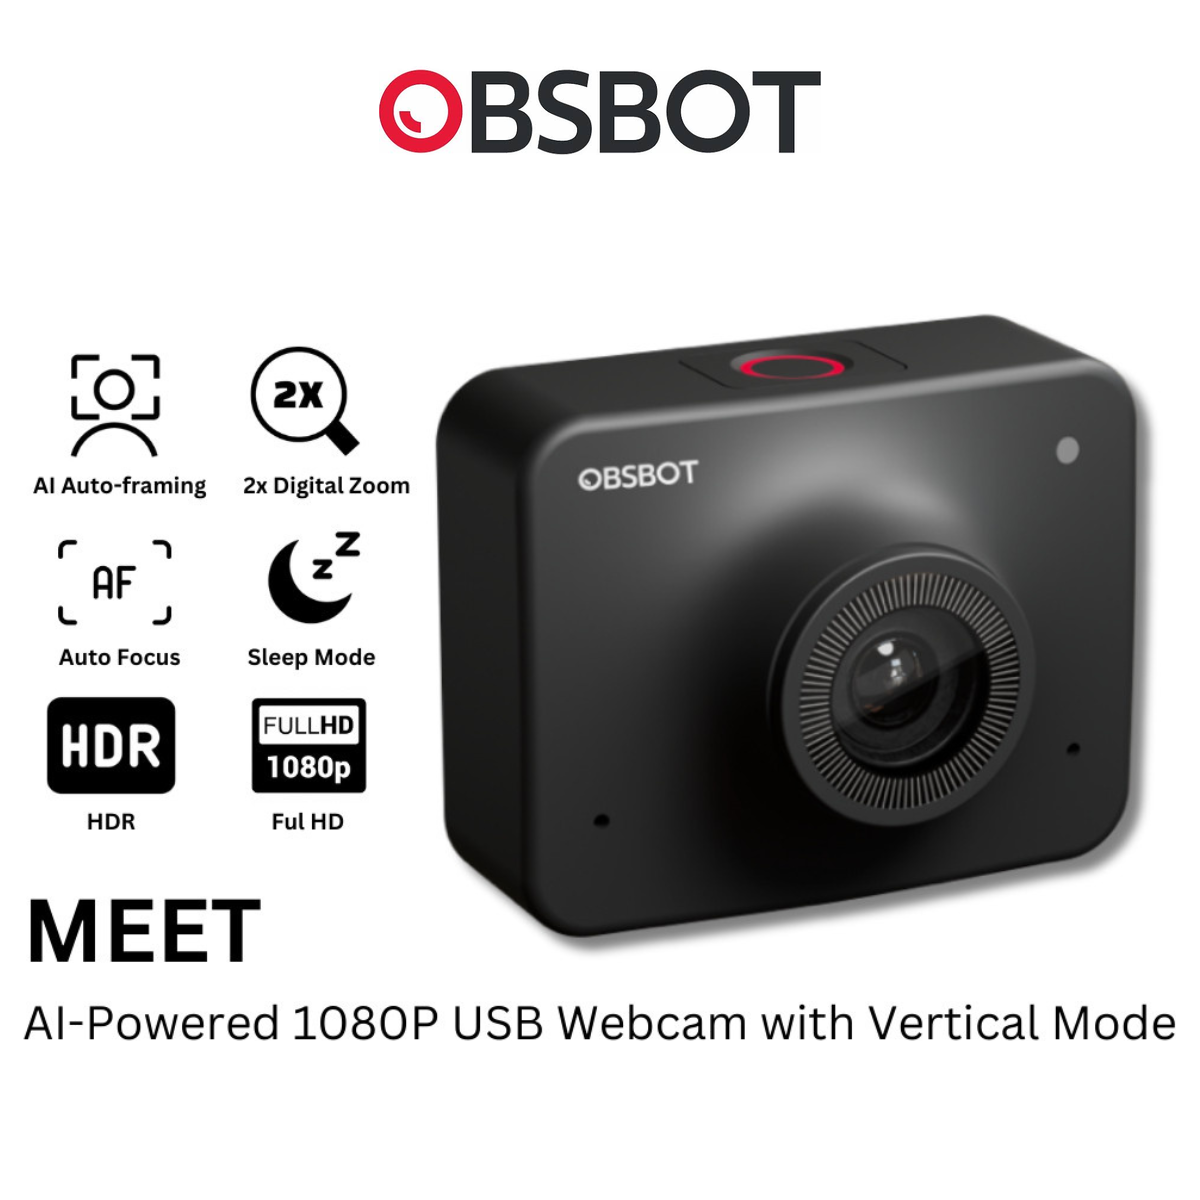 OBSBOT
2X
AI Auto-framing
2x Digital Zoom
AF
Z
Z
Auto Focus
Sleep Mode
HDR
FULLHD
1080p
HDR
Ful HD
OBSBOT
MEET
AI-Powered 1080P USB Webcam with Vertical Mode